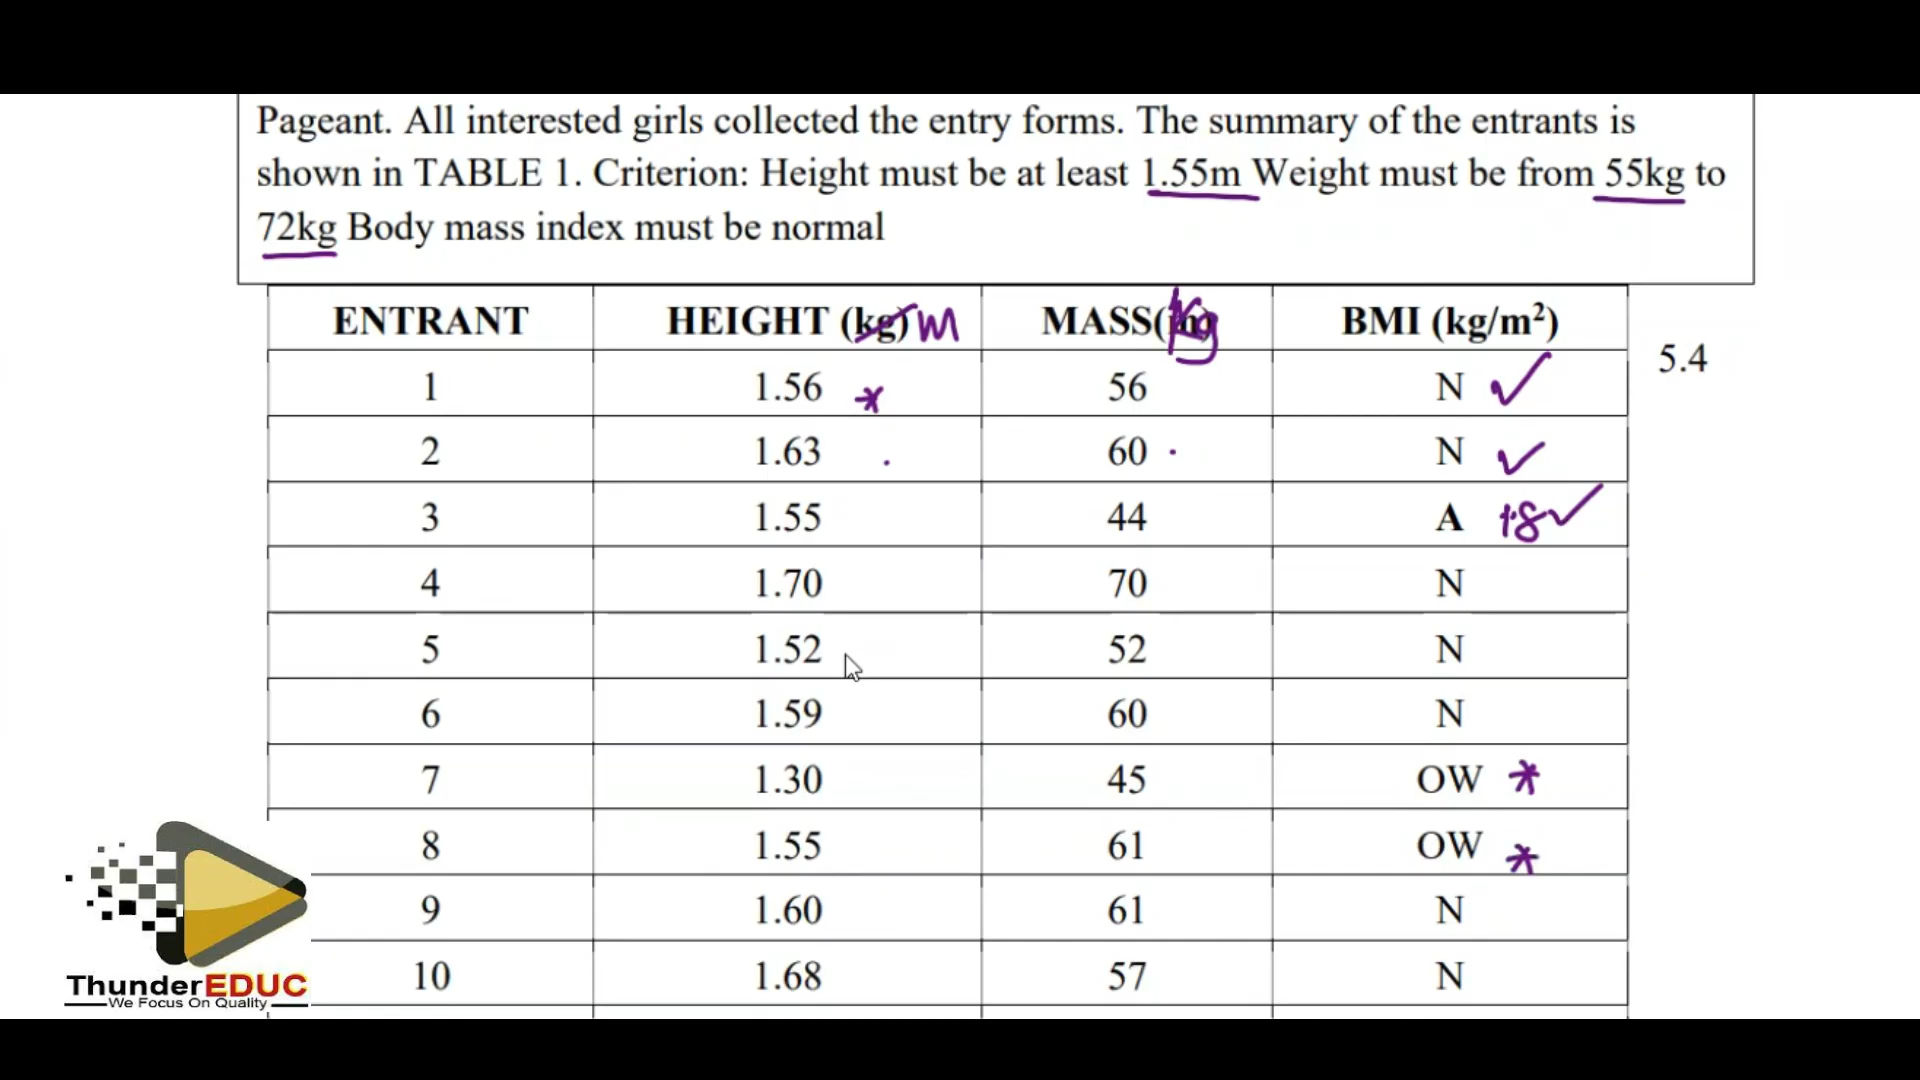 Pageant. All interested girls collected the entry forms. The summary of the entrants is
shown in TABLE 1. Criterion: Height must be at least 1.55m Weight must be from 55kg to
72kg Body mass index must be normal
ENTRANT HEIGHT (kg) m MASS( Kg BMI (kg/m²)
5.4
1 1.56 56 N
2 1.63 60 N
3 1.55 44 A
4 1.70 70 N
5 1.52 52 N
6 1.59 60 N
7 1.30 45 OW
8 1.55 61 OW
9 1.60 61 N
10 1.68 57 N
ThunderEDUC
We Focus On Quality